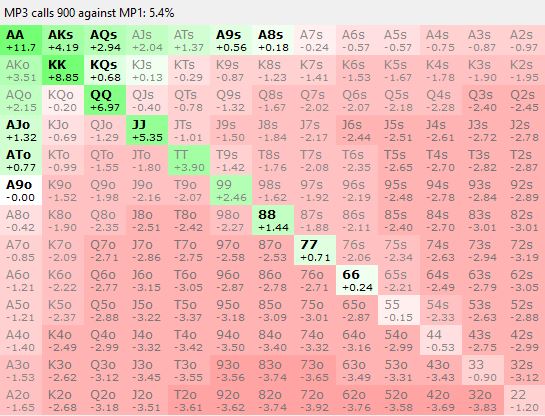 MP3 calls 900 against MP1: 5.4%
AA AKs AQs AJs ATs A9s A8s A7s A6s A5s A4s A3s A2s
+11.7 +4.19 +2.94 +2.04 +1.37 +0.56 +0.18 -0.24 -0.57 -0.57 -0.75 -0.87 -0.97
AKo KK KQs KJs KTs K9s K8s K7s K6s K5s K4s K3s K2s
+3.51 +8.85 +0.68 +0.13 -0.29 -0.87 -1.23 -1.41 -1.53 -1.67 -1.78 -1.90 -1.95
AQo KQo QQ QJs QTs Q9s Q8s Q7s Q6s Q5s Q4s Q3s Q2s
+2.15 -0.20 +6.97 -0.40 -0.78 -1.32 -1.67 -2.02 -2.07 -2.18 -2.28 -2.40 -2.45
AJo KJo QJo JJ JTs J9s J8s J7s J6s J5s J4s J3s J2s
+1.32 -0.69 -1.29 +5.35 -1.01 -1.50 -1.84 -2.17 -2.44 -2.51 -2.61 -2.72 -2.78
ATo KTo QTo JTo TT T9s T8s T7s T6s T5s T4s T3s T2s
+0.77 -0.99 -1.55 -1.80 +3.90 -1.42 -1.76 -2.08 -2.35 -2.65 -2.70 -2.82 -2.87
A9o K9o Q9o J9o T9o 99 98s 97s 96s 95s 94s 93s 92s
-0.00 -1.52 -1.98 -2.16 -2.07 +2.46 -1.62 -1.92 -2.19 -2.48 -2.78 -2.84 -2.89
A8o K8o Q8o J8o T8o 98o 88 87s 86s 85s 84s 83s 82s
-0.42 -1.90 -2.35 -2.51 -2.42 -2.27 +1.44 -1.88 -2.11 -2.40 -2.70 -3.01 -3.01
A7o K7o Q7o J7o T7o 97o 87o 77 76s 75s 74s 73s 72s
-0.85 -2.09 -2.71 -2.86 -2.75 -2.58 -2.53 +0.71 -2.06 -2.34 -2.63 -2.94 -3.19
A6o K6o Q6o J6o T6o 96o 86o 76o 66 65s 64s 63s 62s
-1.21 -2.22 -2.77 -3.15 -3.05 -2.87 -2.78 -2.71 +0.24 -2.21 -2.49 -2.79 -3.05
A5o K5o Q5o J5o T5o 95o 85o 75o 65o 55 54s 53s 52s
-1.21 -2.37 -2.88 -3.22 -3.37 -3.18 -3.09 -3.01 -2.87 -0.15 -2.33 -2.63 -2.88
A4o K4o Q4o J4o T4o 94o 84o 74o 64o 54o 44 43s 42s
-1.40 -2.49 -2.99 -3.32 -3.42 -3.50 -3.40 -3.32 -3.16 -2.99 -0.53 -2.75 -2.99
A3o K3o Q3o J3o T3o 93o 83o 73o 63o 53o 43o 33 32s
-1.53 -2.62 -3.12 -3.45 -3.55 -3.56 -3.74 -3.65 -3.49 -3.31 -3.43 -0.90 -3.12
A2o K2o Q2o J2o T2o 92o 82o 72o 62o 52o 42o 32o 22
-1.65 -2.68 -3.18 -3.51 -3.61 -3.62 -3.74 -3.92 -3.76 -3.58 -3.69 -3.83 -1.20